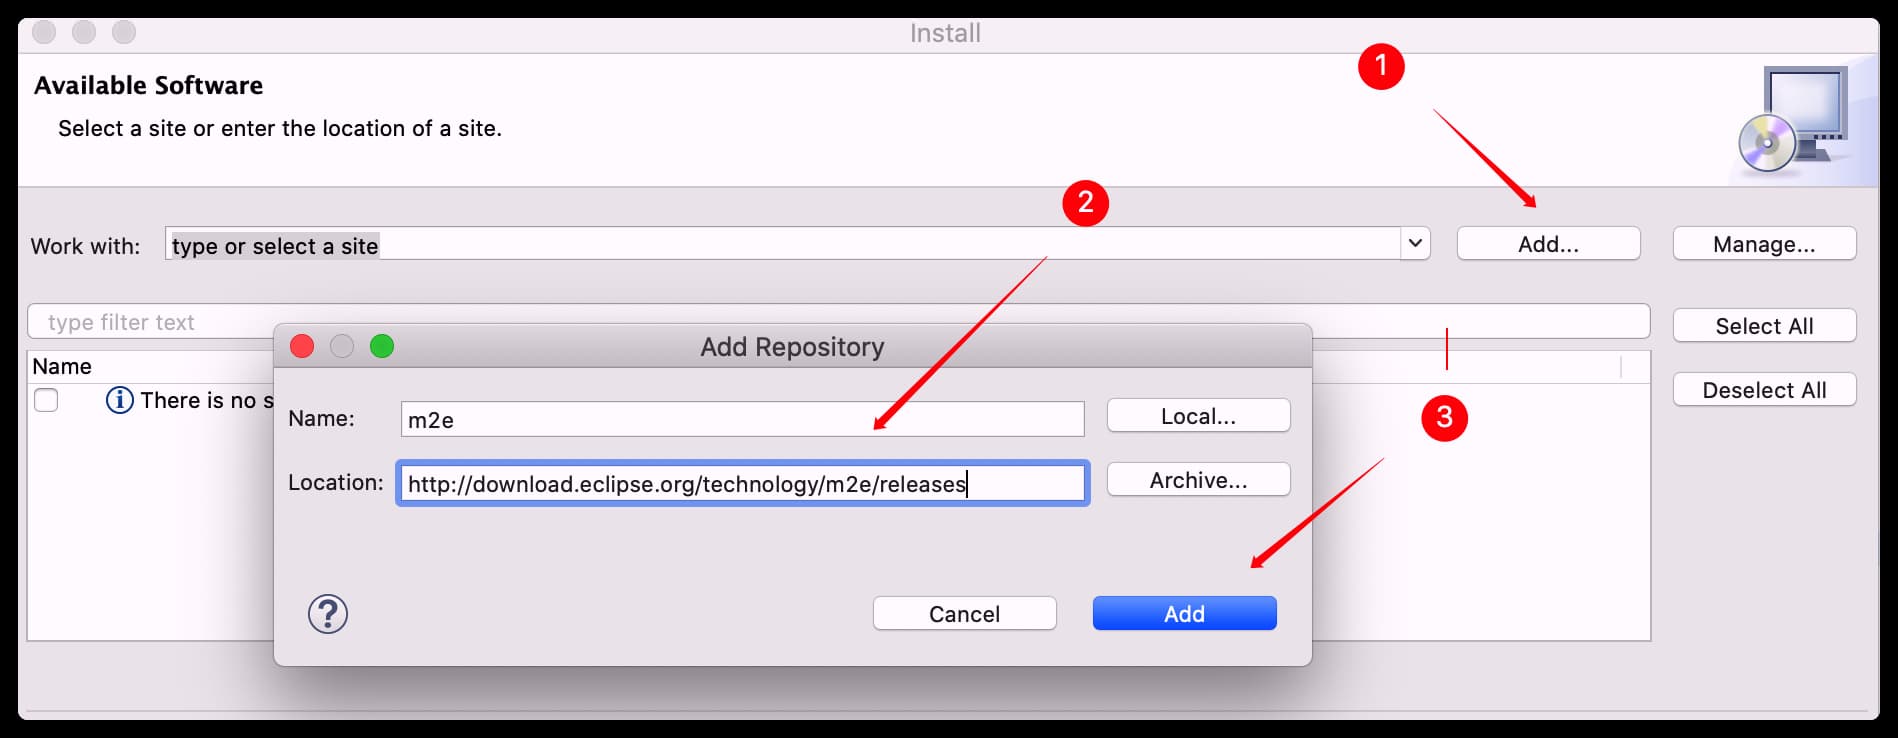 Install
1
Available Software
Select a site or enter the location of a site.
2
Work with: type or select a site Add... Manage...
type filter text Select All
Add Repository
Name
Deselect All
There is no s
Name: m2e Local...
3
Location: http://download.eclipse.org/technology/m2e/releases Archive...
? Cancel Add